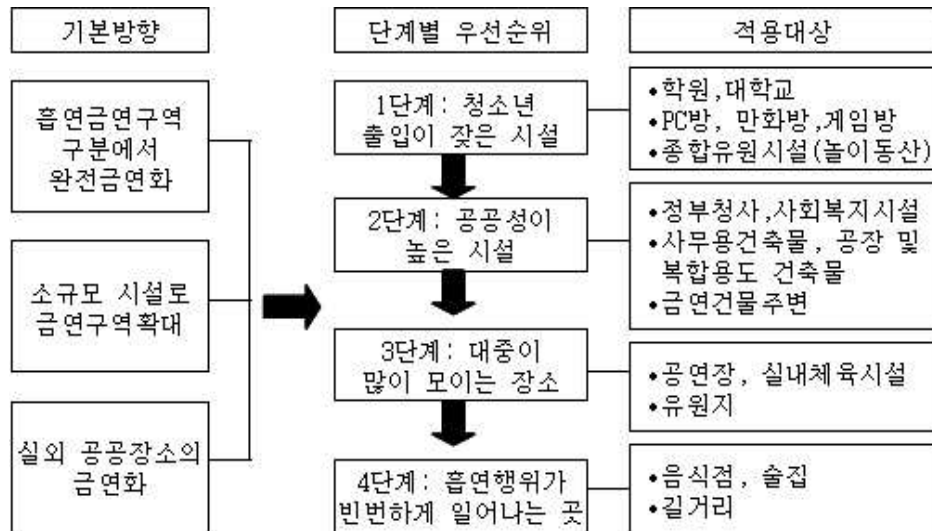 기본방향
단계별 우선순위
적용대상
흡연금연구역
구분에서
완전금연화
소규모 시설로
금연구역확대
실외 공공장소의
금연화
1단계: 청소년
출입이 잦은 시설
2단계: 공공성이
높은 시설
3단계: 대중이
많이 모이는 장소
4단계: 흡연행위가
빈번하게 일어나는 곳
•학원,대학교
•PC방, 만화방,게임방
•종합유원시설(놀이동산)
•정부청사,사회복지시설
•사무용건축물, 공장 및
복합용도 건축물
•금연건물주변
•공연장, 실내체육시설
•유원지
•음식점, 술집
•길거리